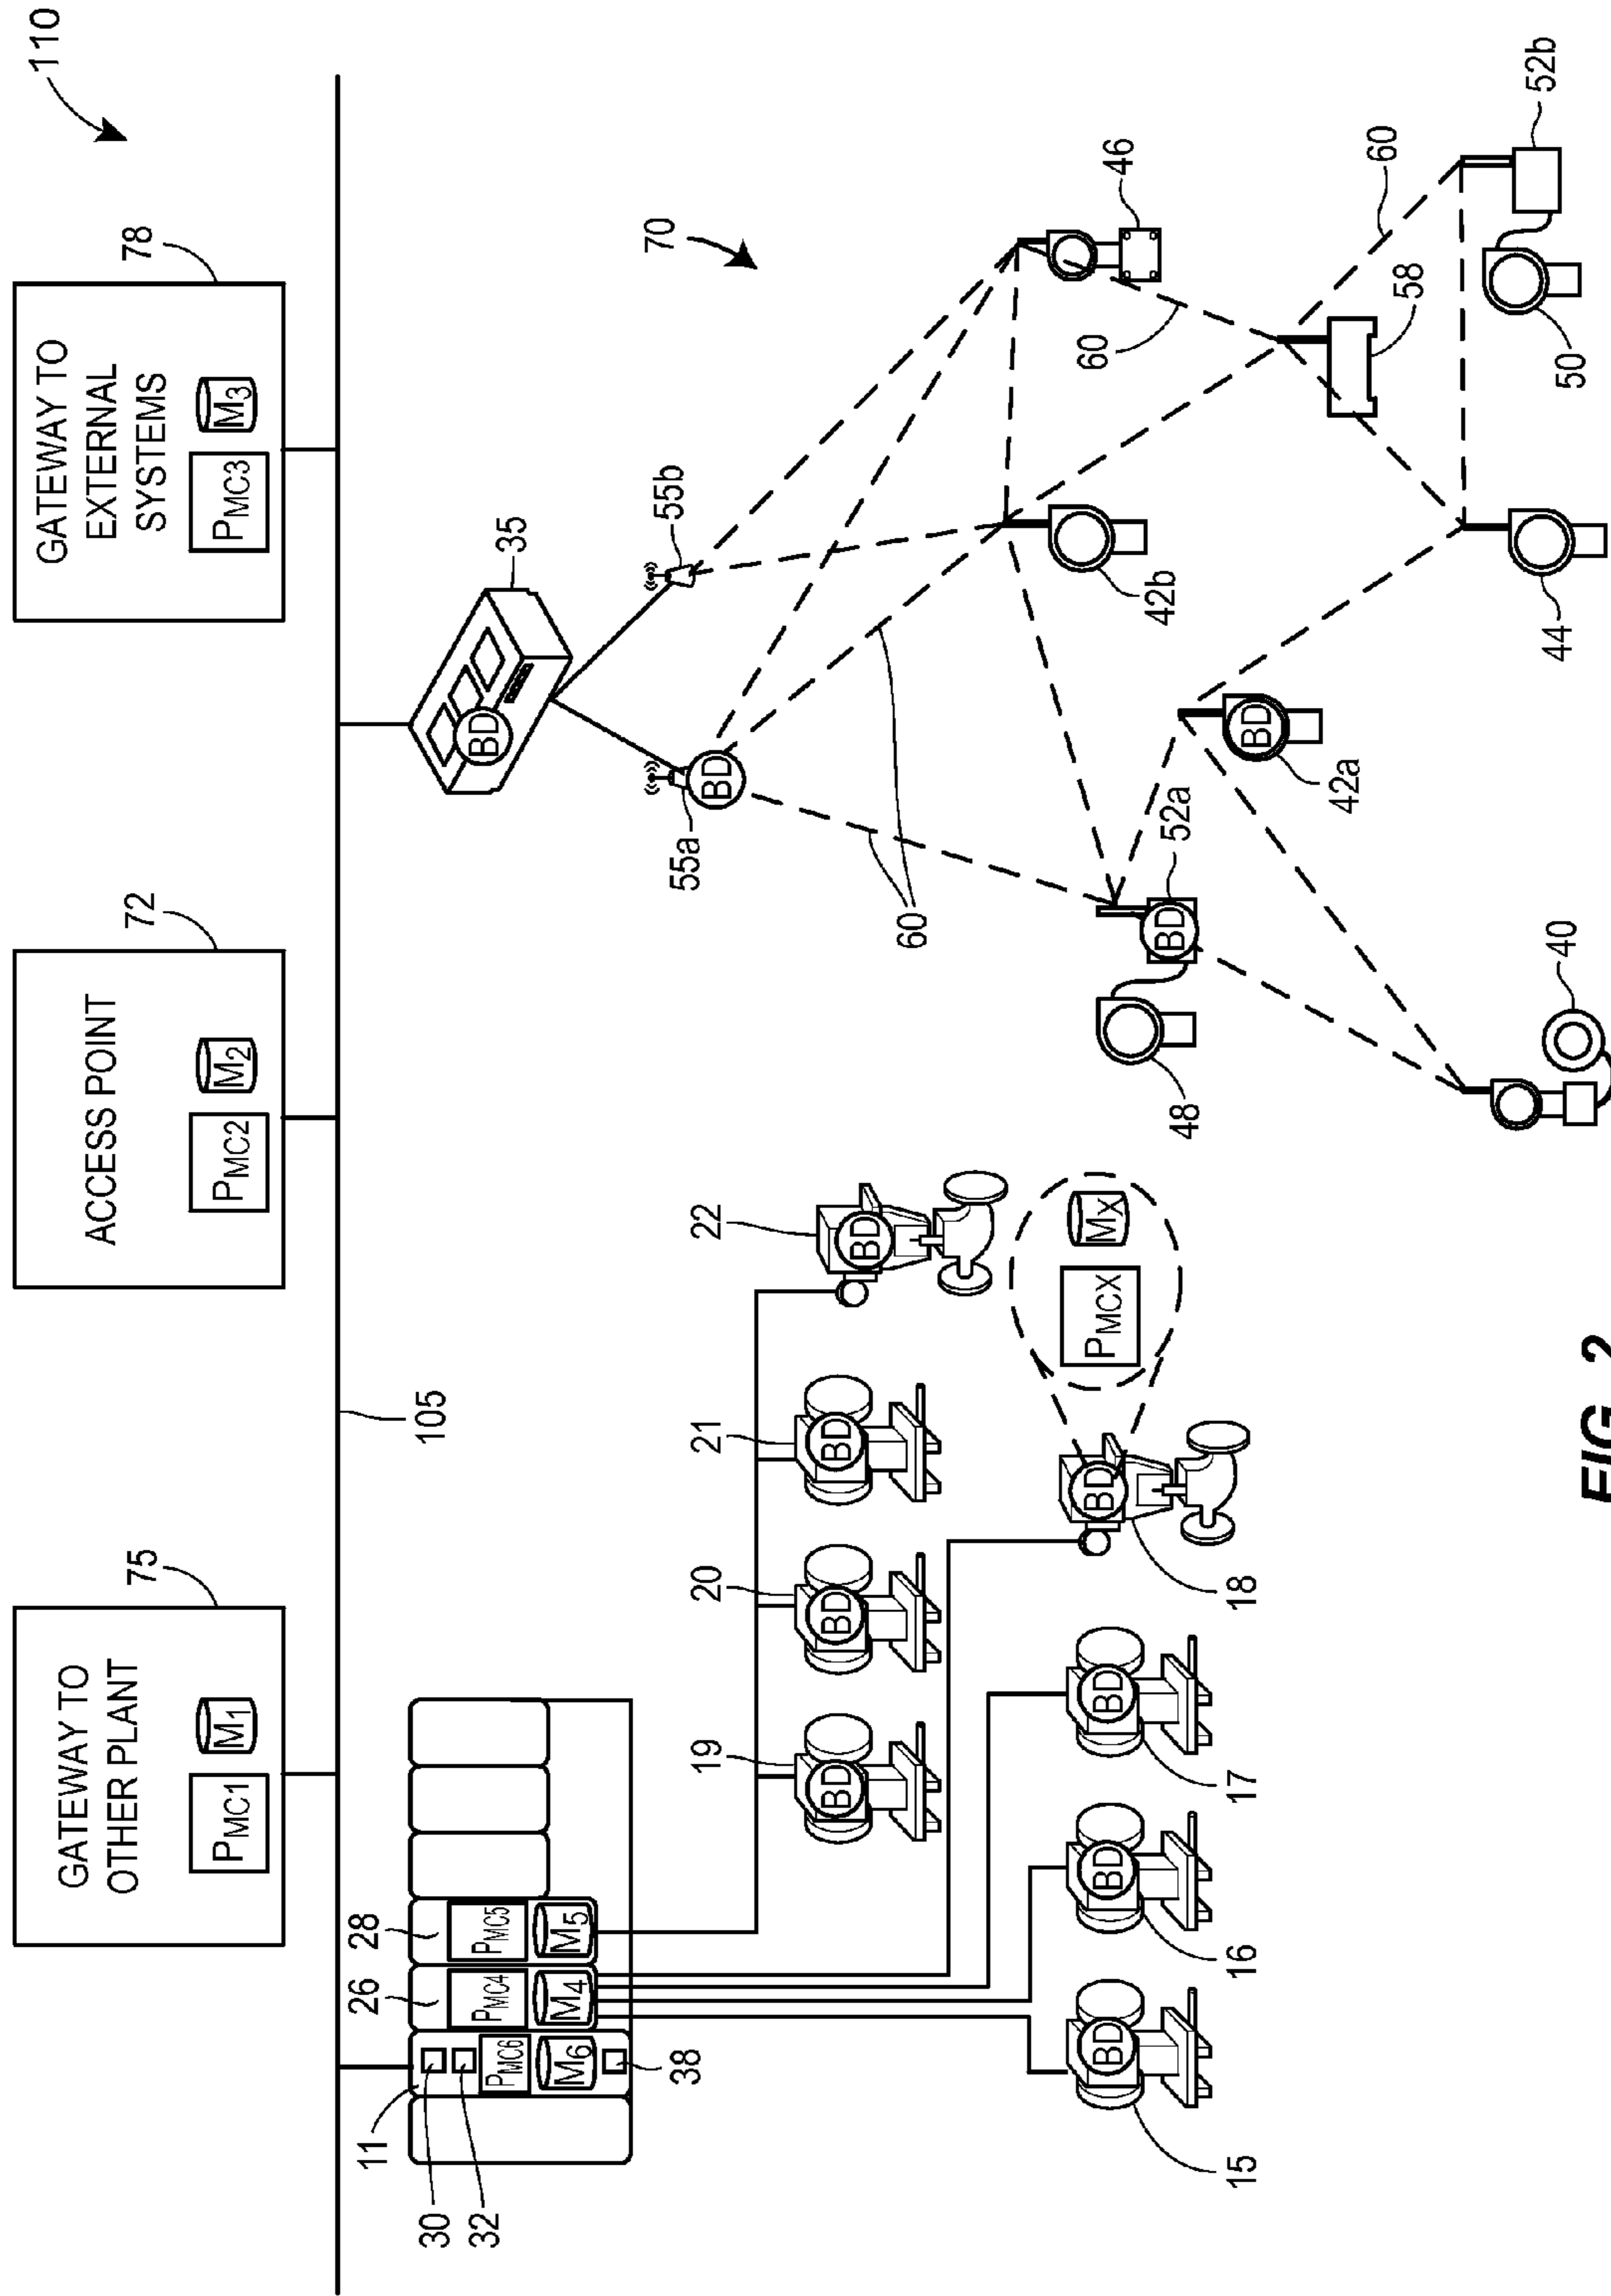 110
75
GATEWAY TO
OTHER PLANT
PMC1 M1
72
ACCESS POINT
PMC2 M2
78
GATEWAY TO
EXTERNAL
SYSTEMS
PMC3 M3
105
11
30
32
PMC6
M6
38
26
PMC4
M4
28
PMC5
M5
35
BD
55a
BD
55b
70
60
19
BD
20
BD
21
BD
22
BD
15
BD
16
BD
17
BD
18
BD
PMCX MX
48
52a
BD
42a
BD
42b
46
60
60
58
52b
50
44
40
FIG. 2